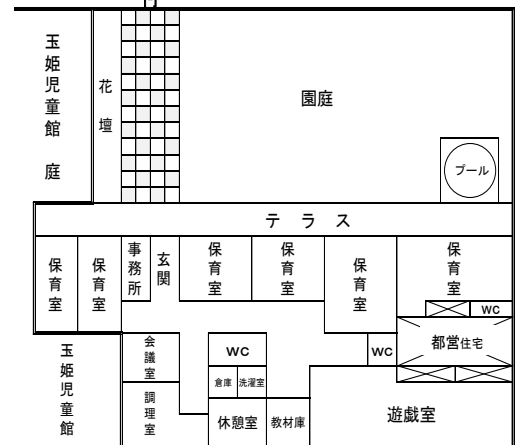 門
玉姫児童館 庭
花壇
園庭
プール
テラス
保育室
保育室
事務所
玄関
保育室
保育室
保育室
保育室
WC
玉姫児童館
会議室
WC
WC
都営住宅
倉庫
洗濯室
調理室
休憩室
教材庫
遊戯室